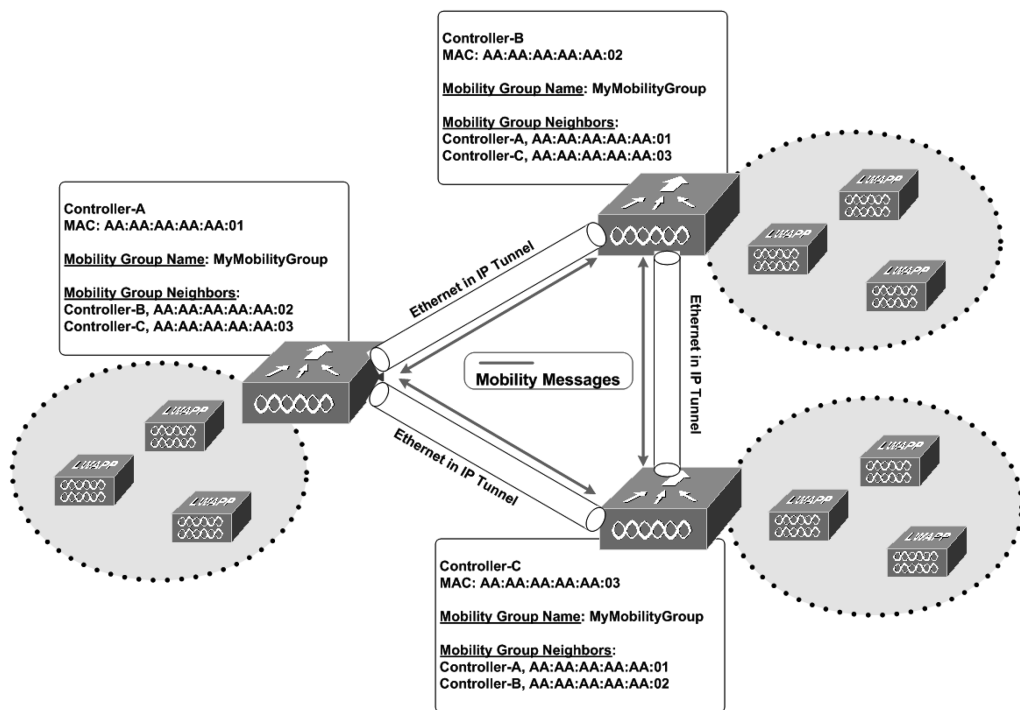 Controller-B
MAC: AA:AA:AA:AA:AA:02
Mobility Group Name: MyMobilityGroup
Mobility Group Neighbors:
Controller-A, AA:AA:AA:AA:AA:01
Controller-C, AA:AA:AA:AA:AA:03
LWAPP
LWAPP
LWAPP
Controller-A
MAC: AA:AA:AA:AA:AA:01
Mobility Group Name: MyMobilityGroup
Mobility Group Neighbors:
Controller-B, AA:AA:AA:AA:AA:02
Controller-C, AA:AA:AA:AA:AA:03
Ethernet in IP Tunnel
Ethernet in IP Tunnel
Mobility Messages
Ethernet in IP Tunnel
LWAPP
LWAPP
LWAPP
LWAPP
LWAPP
LWAPP
Controller-C
MAC: AA:AA:AA:AA:AA:03
Mobility Group Name: MyMobilityGroup
Mobility Group Neighbors:
Controller-A, AA:AA:AA:AA:AA:01
Controller-B, AA:AA:AA:AA:AA:02